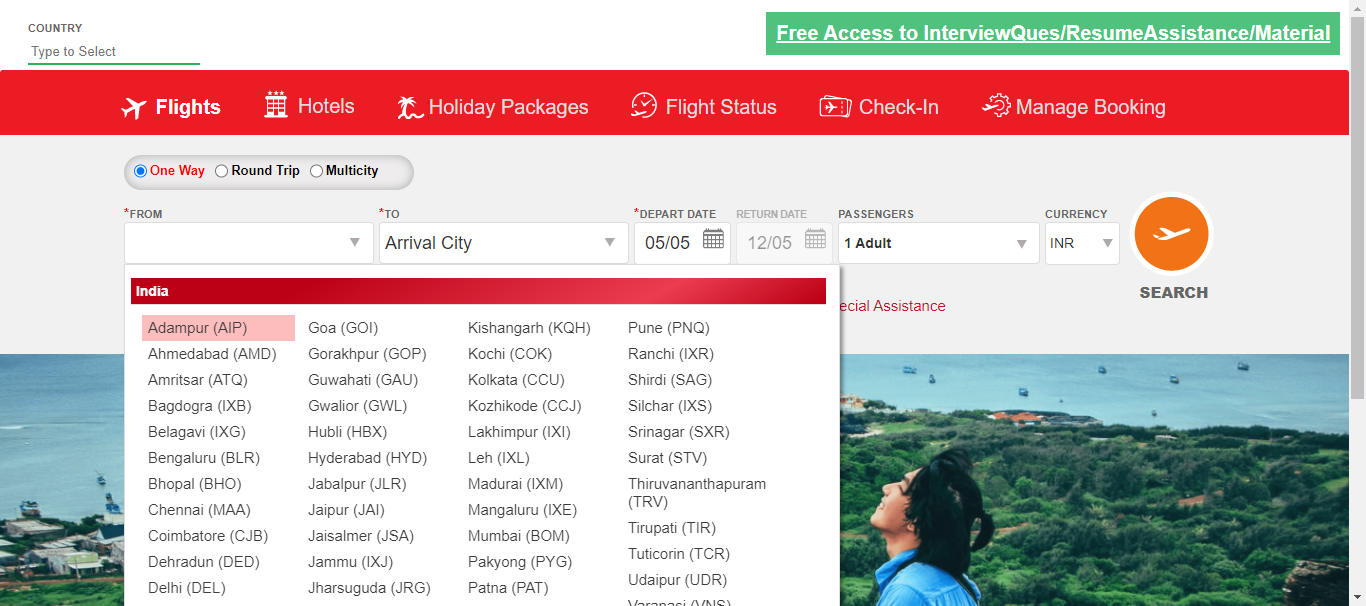 COUNTRY
Type to Select
Free Access to InterviewQues/ResumeAssistance/Material
Flights Hotels Holiday Packages Flight Status Check-In Manage Booking
One Way Round Trip Multicity
*FROM *TO *DEPART DATE RETURN DATE PASSENGERS CURRENCY
Arrival City 05/05 12/05 1 Adult INR
SEARCH
India
ecial Assistance
Adampur (AIP) Goa (GOI) Kishangarh (KQH) Pune (PNQ)
Ahmedabad (AMD) Gorakhpur (GOP) Kochi (COK) Ranchi (IXR)
Amritsar (ATQ) Guwahati (GAU) Kolkata (CCU) Shirdi (SAG)
Bagdogra (IXB) Gwalior (GWL) Kozhikode (CCJ) Silchar (IXS)
Belagavi (IXG) Hubli (HBX) Lakhimpur (IXI) Srinagar (SXR)
Bengaluru (BLR) Hyderabad (HYD) Leh (IXL) Surat (STV)
Bhopal (BHO) Jabalpur (JLR) Madurai (IXM) Thiruvananthapuram
(TRV)
Chennai (MAA) Jaipur (JAI) Mangaluru (IXE)
Tirupati (TIR)
Coimbatore (CJB) Jaisalmer (JSA) Mumbai (BOM)
Tuticorin (TCR)
Dehradun (DED) Jammu (IXJ) Pakyong (PYG)
Udaipur (UDR)
Delhi (DEL) Jharsuguda (JRG) Patna (PAT)
Varanasi (VNS)